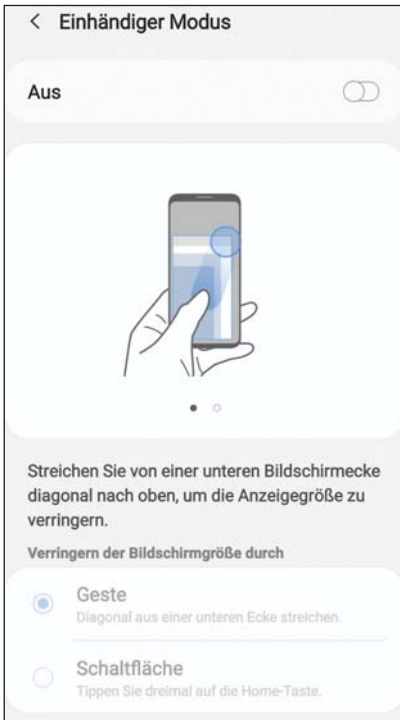 Einhändiger Modus
Aus
Streichen Sie von einer unteren Bildschirmecke
diagonal nach oben, um die Anzeigegröße zu
verringern.
Verringern der Bildschirmgröße durch
Geste
Diagonal aus einer unteren Ecke streichen.
Schaltfläche
Tippen Sie dreimal auf die Home-Taste.